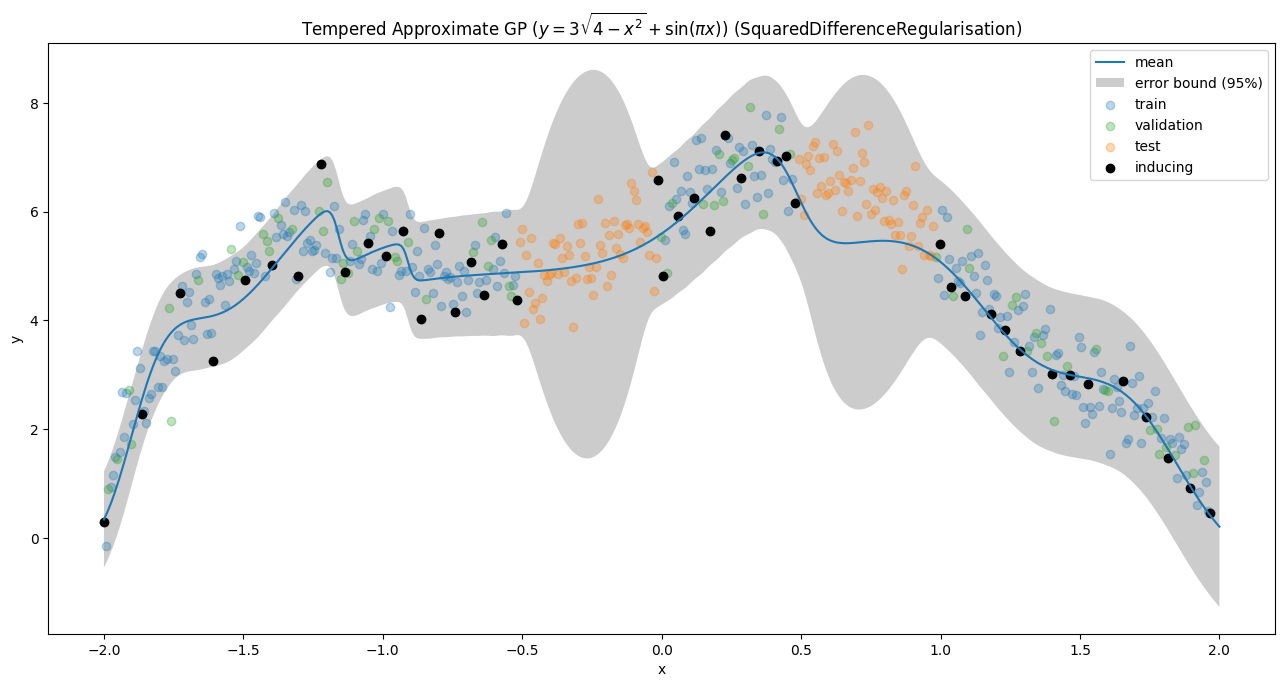 Tempered Approximate GP (y = 3√4 − x² + sin(πx)) (SquaredDifferenceRegularisation)
mean
error bound (95%)
train
validation
test
inducing
y
8
6
4
2
0
−2.0 −1.5 −1.0 −0.5 0.0 0.5 1.0 1.5 2.0
x